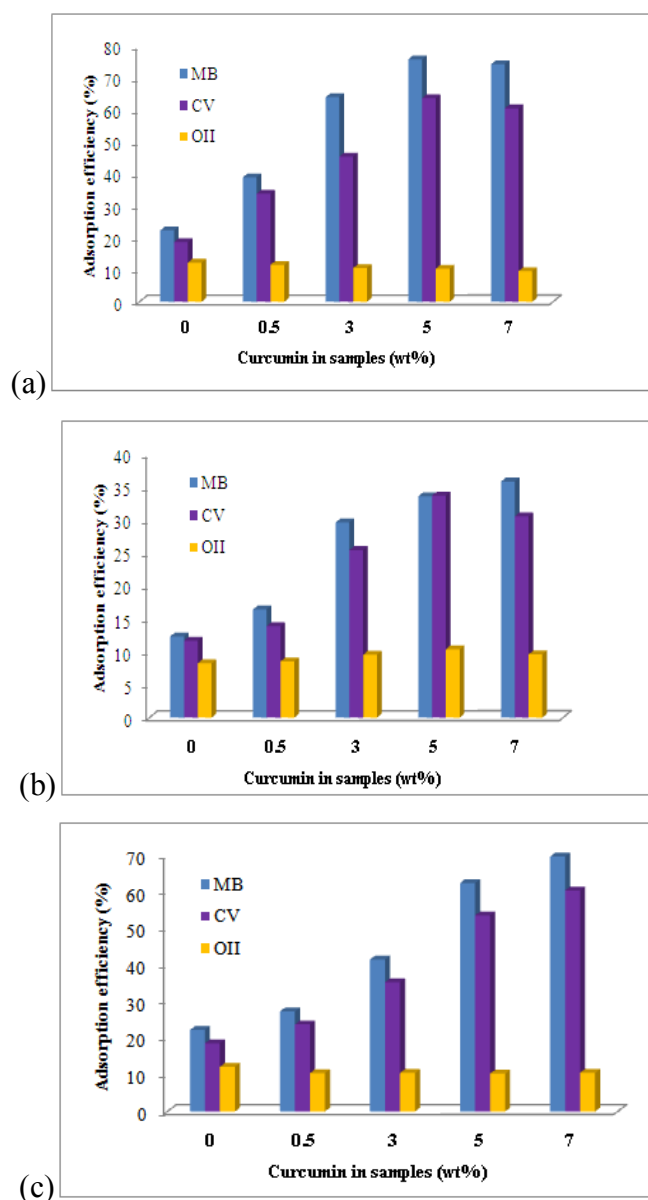 80
70
60
50
40
30
20
10
0
Adsorption efficiency (%)
MB
CV
OII
0 0.5 3 5 7
Curcumin in samples (wt%)
(a)
40
35
30
25
20
15
10
5
0
Adsorption efficiency (%)
MB
CV
OII
0 0.5 3 5 7
Curcumin in samples (wt%)
(b)
70
60
50
40
30
20
10
0
Adsorption efficiency (%)
MB
CV
OII
0 0.5 3 5 7
Curcumin in samples (wt%)
(c)